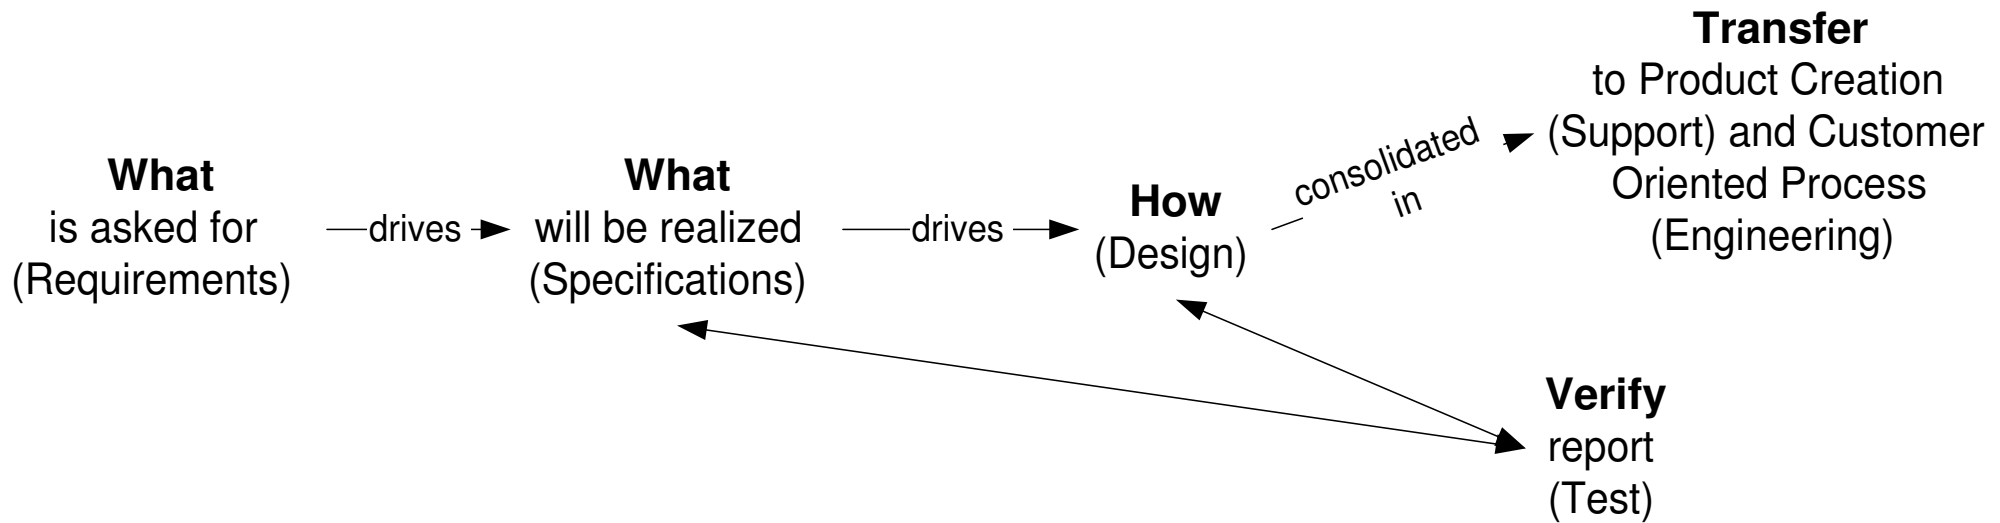 What
is asked for
(Requirements)
drives
What
will be realized
(Specifications)
drives
How
(Design)
consolidated
in
Transfer
to Product Creation
(Support) and Customer
Oriented Process
(Engineering)
Verify
report
(Test)